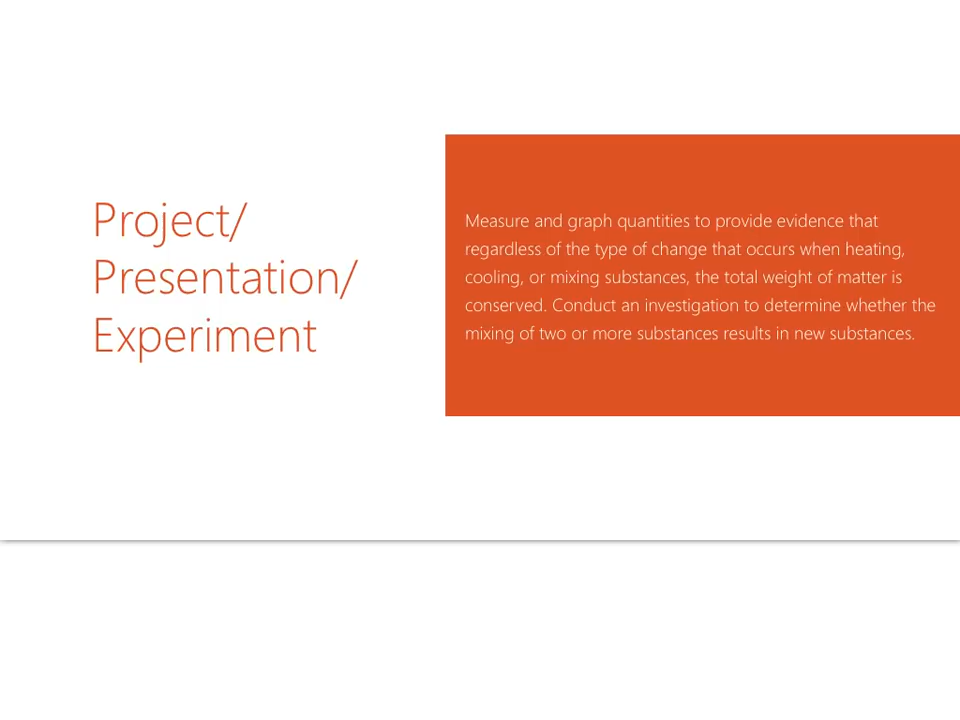 Project/
Presentation/
Experiment
Measure and graph quantities to provide evidence that
regardless of the type of change that occurs when heating,
cooling, or mixing substances, the total weight of matter is
conserved. Conduct an investigation to determine whether the
mixing of two or more substances results in new substances.